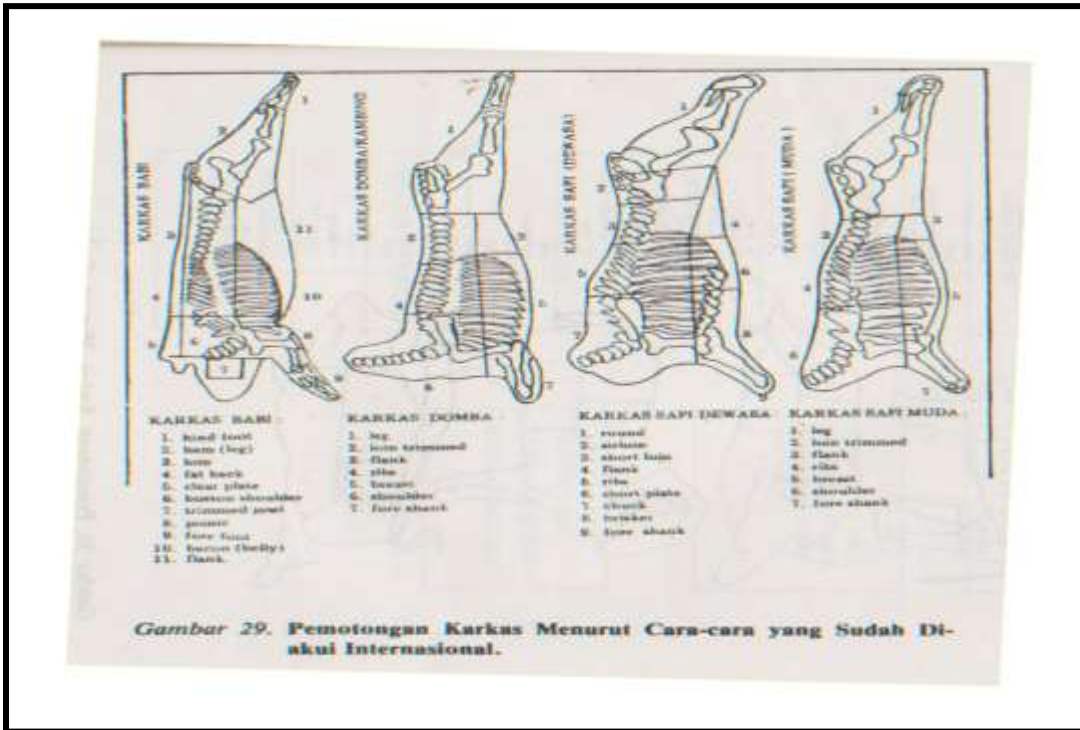 KARKAS BABI
KARKAS DOMBA/KAMBING
KARKAS SAPI (DEWASA)
KARKAS SAPI (MUDA)
KARKAS BABI :
1. hind foot
2. ham (leg)
3. loin
4. fat back
5. clear plate
6. boston shoulder
7. trimmed jowl
8. picnic
9. fore foot
10. bacon (belly)
11. flank
KARKAS DOMBA :
1. leg
2. loin trimmed
3. flank
4. ribs
5. breast
6. shoulder
7. fore shank
KARKAS SAPI DEWASA
1. round
2. sirloin
3. short loin
4. flank
5. ribs
6. short plate
7. chuck
8. brisket
9. fore shank
KARKAS SAPI MUDA :
1. leg
2. loin trimmed
3. flank
4. ribs
5. breast
6. shoulder
7. fore shank
Gambar 29. Pemotongan Karkas Menurut Cara-cara yang Sudah Di-
akui Internasional.